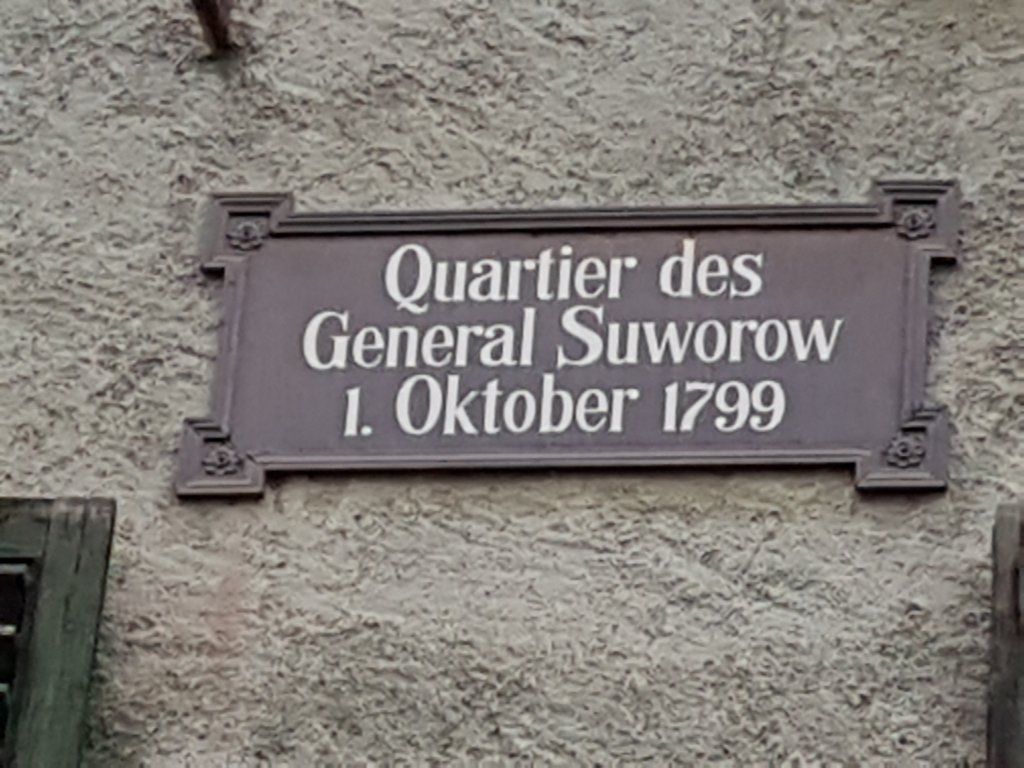 Quartier des
General Suworow
1. Oktober 1799